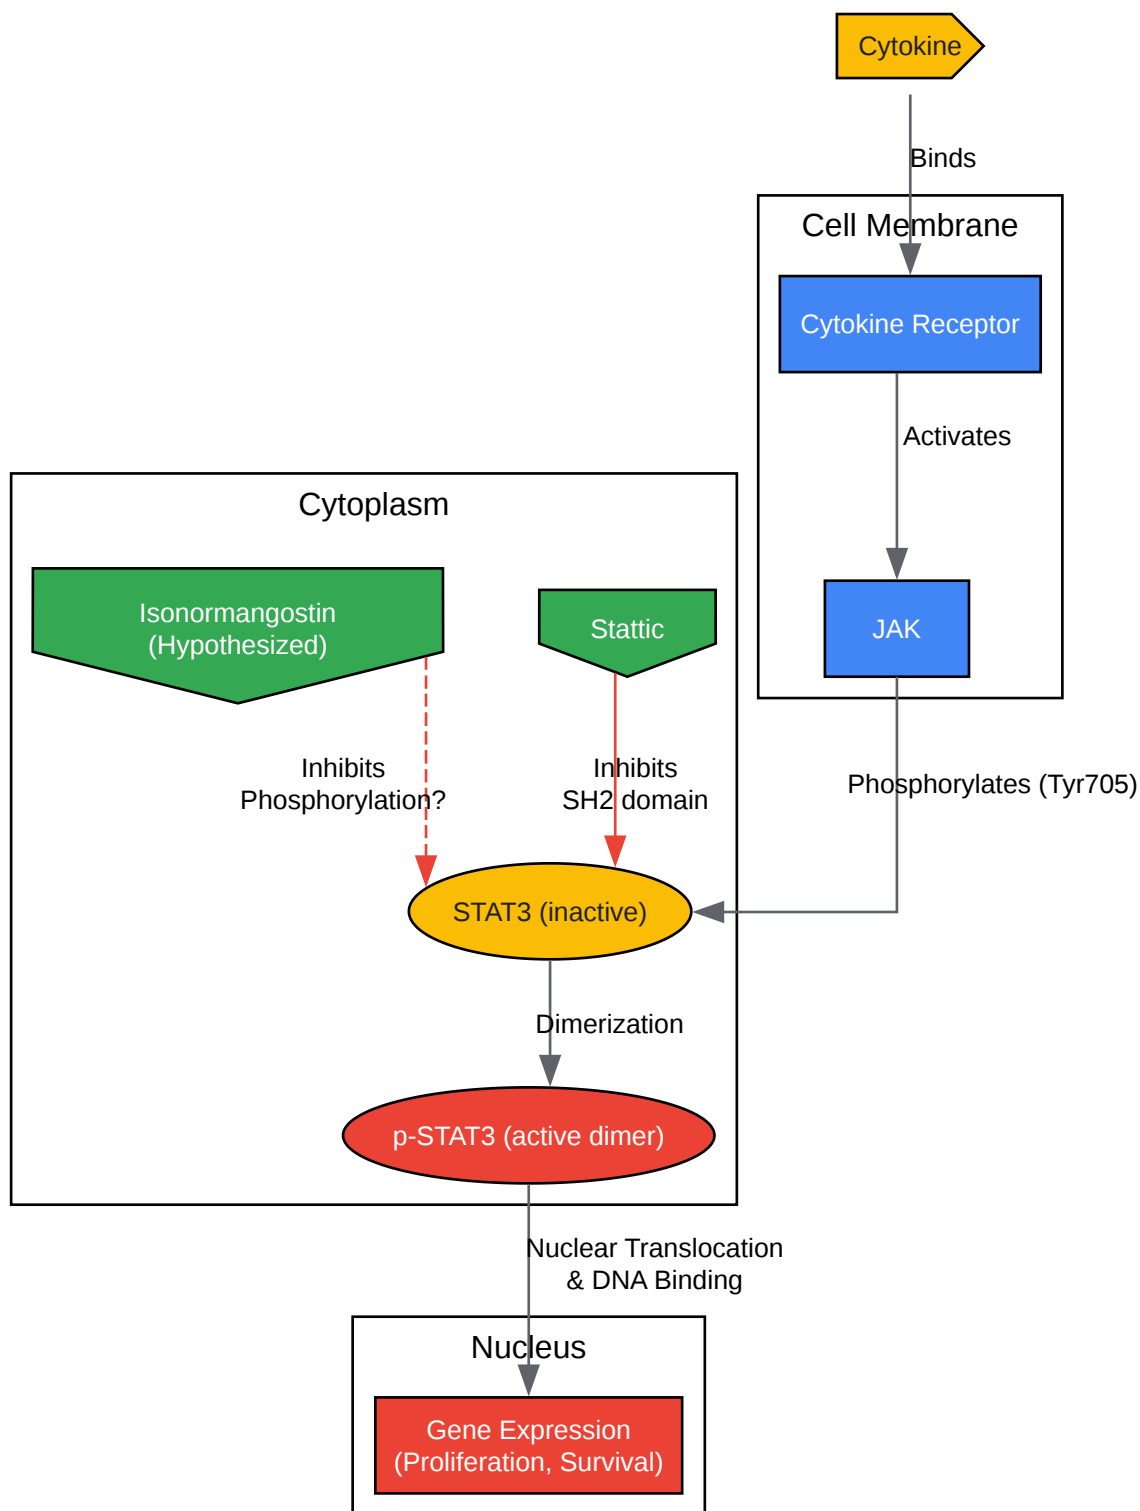 Cytokine
Binds
Cell Membrane
Cytokine Receptor
Activates
JAK
Phosphorylates (Tyr705)
Cytoplasm
Isonormangostin
(Hypothesized)
Stattic
Inhibits
Phosphorylation?
Inhibits
SH2 domain
STAT3 (inactive)
Dimerization
p-STAT3 (active dimer)
Nuclear Translocation
& DNA Binding
Nucleus
Gene Expression
(Proliferation, Survival)